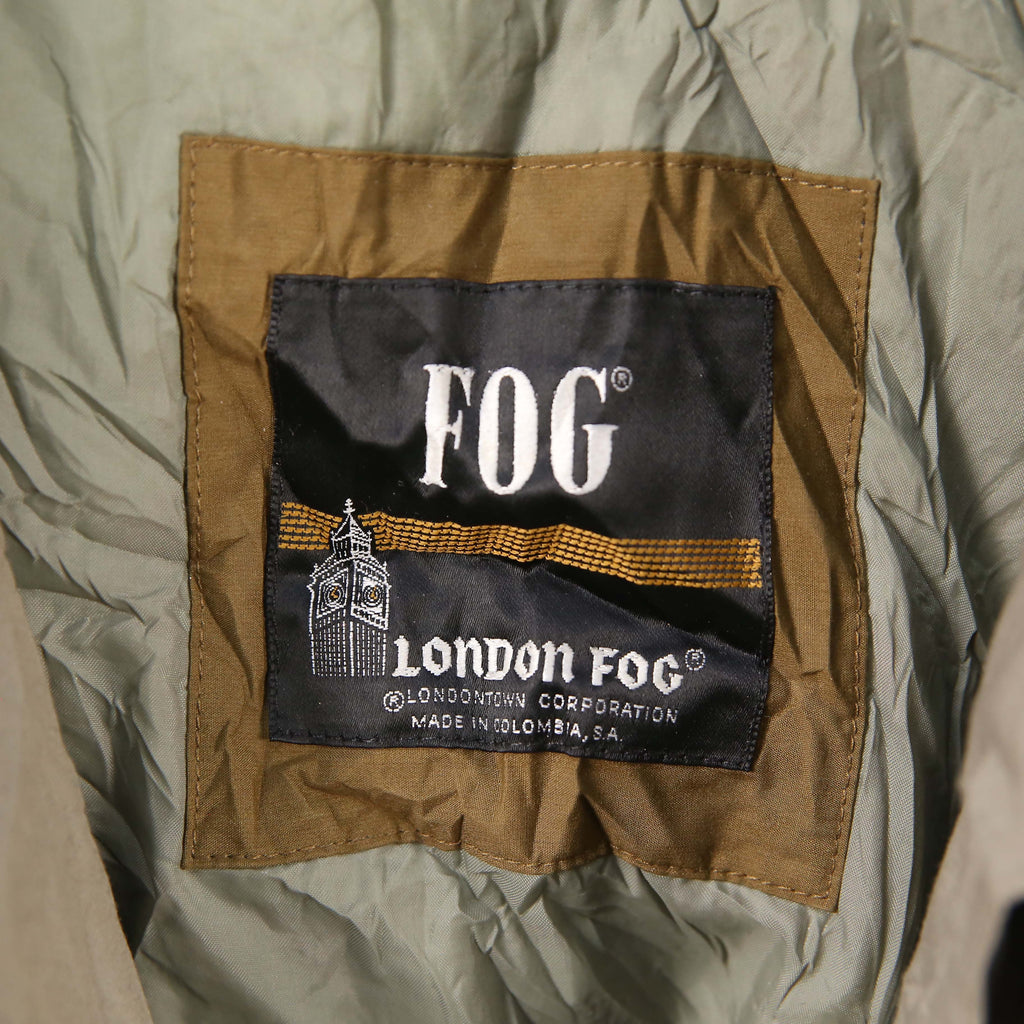 FOG®
LONDON FOG®
®LONDONTOWN CORPORATION
MADE IN COLOMBIA, S.A.